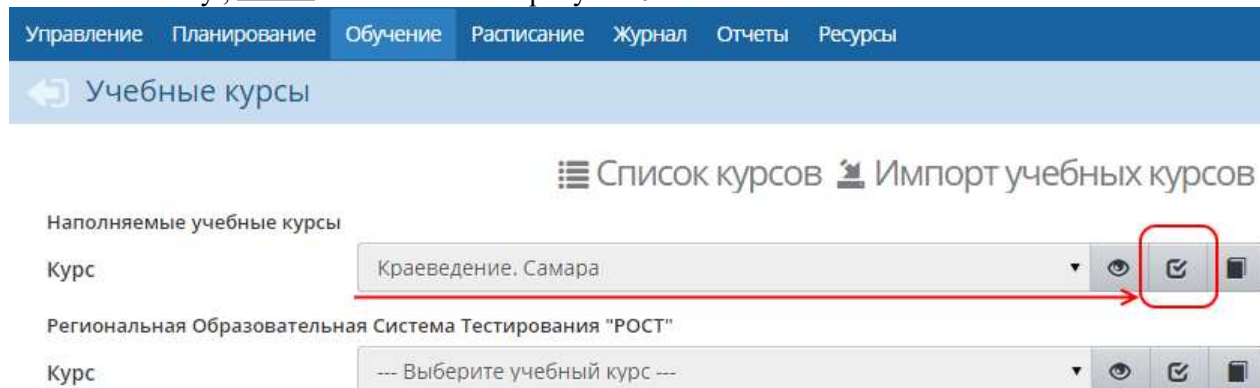 Управление Планирование Обучение Расписание Журнал Отчеты Ресурсы
Учебные курсы
Список курсов Импорт учебных курсов
Наполняемые учебные курсы
Курс Краеведение. Самара
Региональная Образовательная Система Тестирования "РОСТ"
Курс --- Выберите учебный курс ---